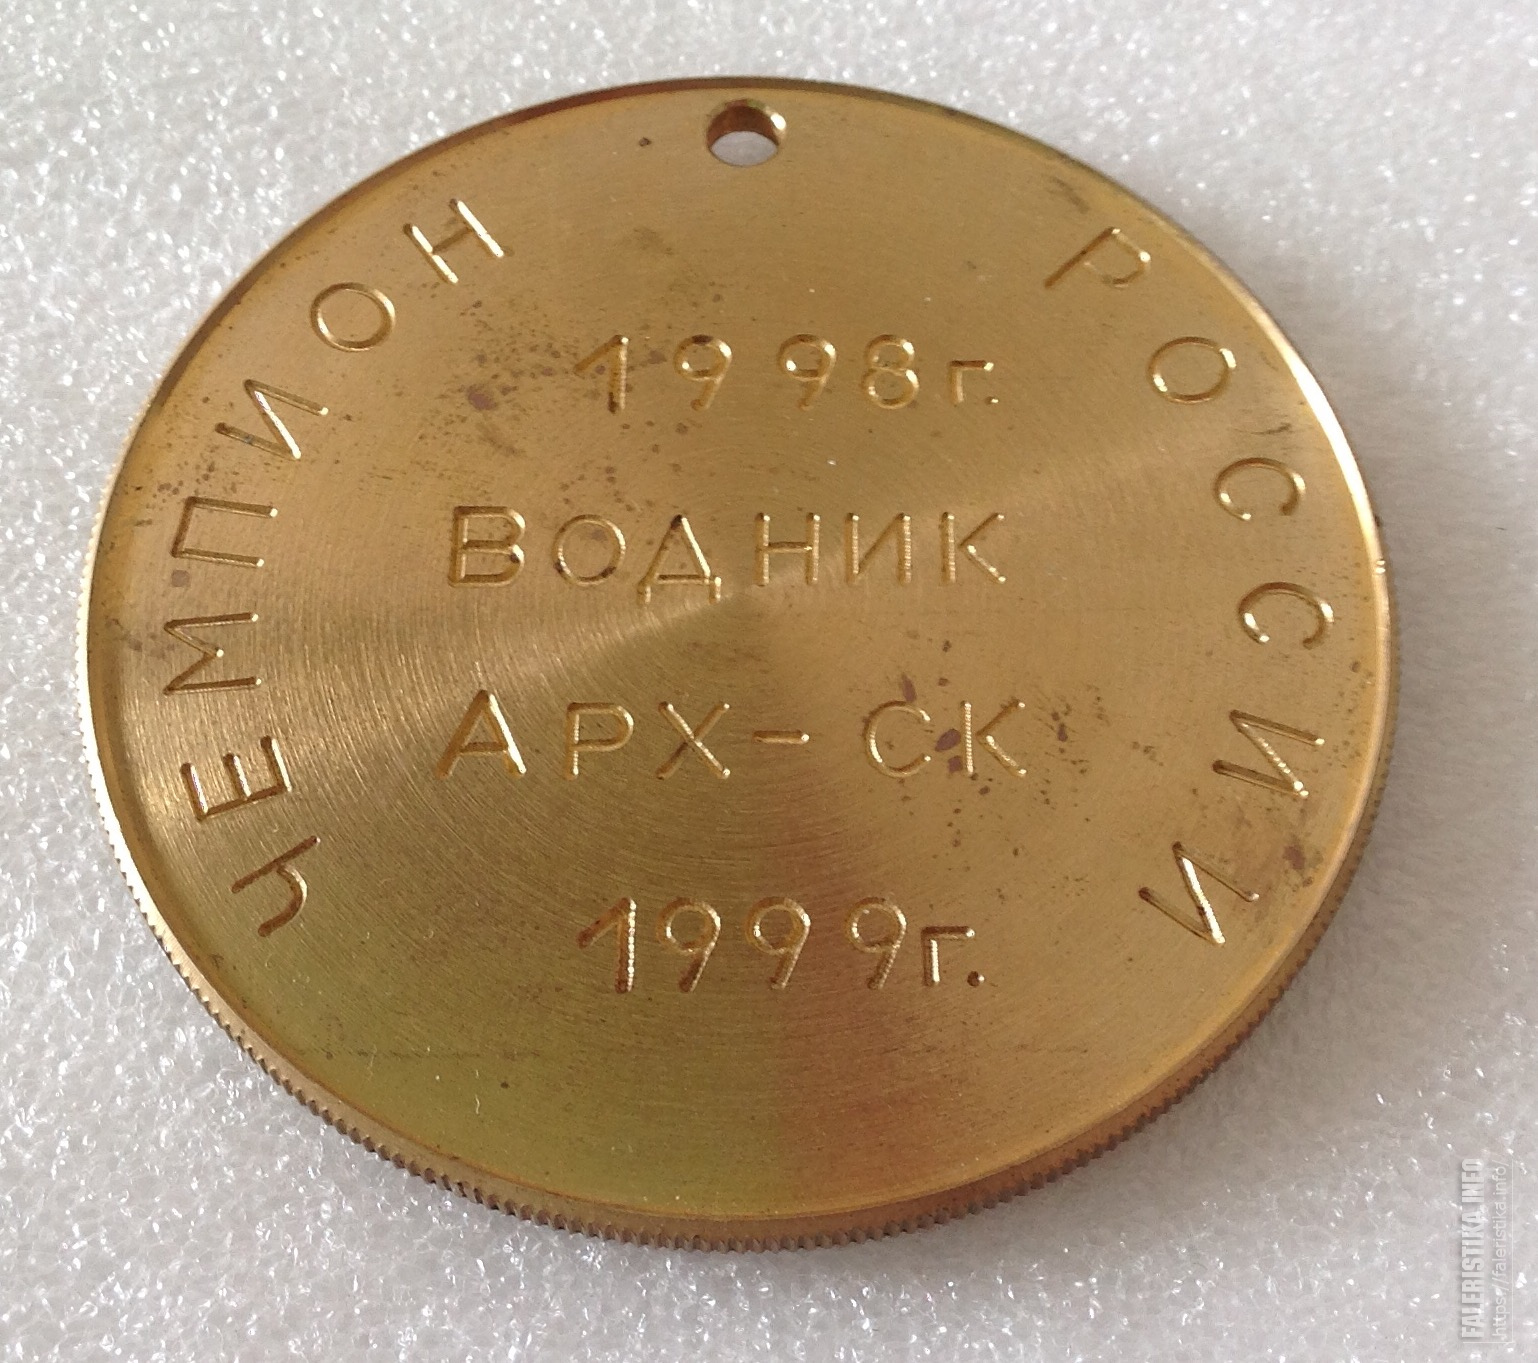 ЧЕМПИОН РОССИИ
1998г.
ВОДНИК
АРХ-СК
1999г.
FALERISTIKA.INFO
https://faleristika.info